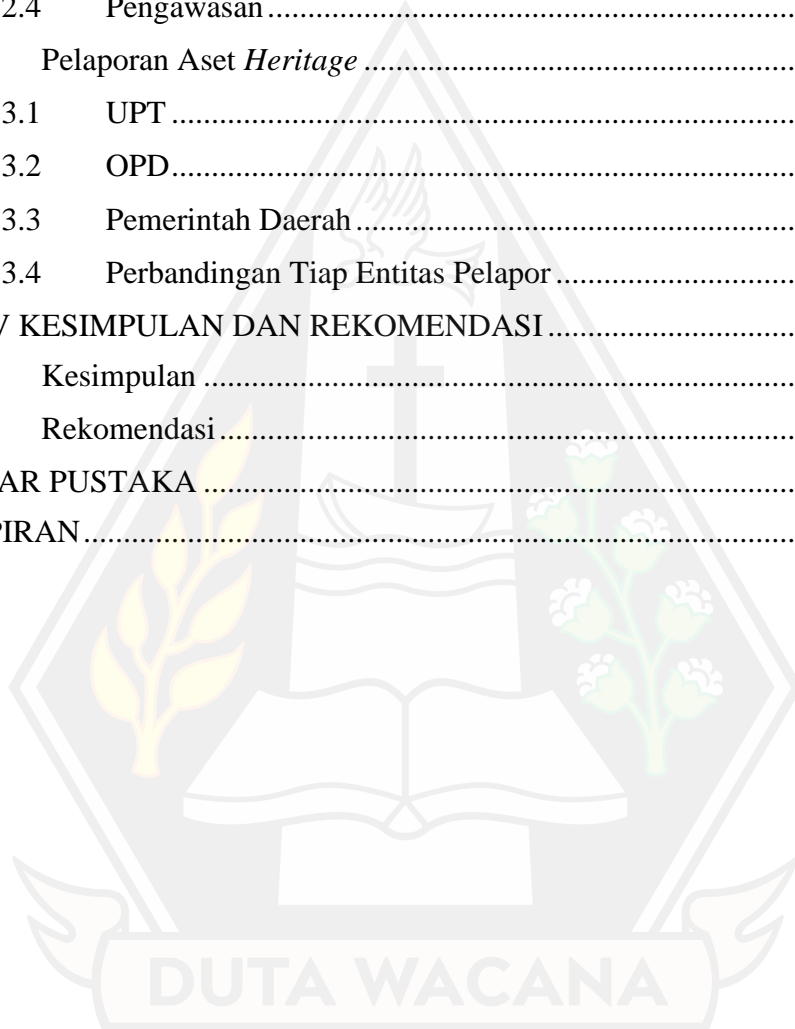 2.4 Pengawasan........................................................................
Pelaporan Aset Heritage........................................................................
3.1 UPT........................................................................
3.2 OPD........................................................................
3.3 Pemerintah Daerah........................................................................
3.4 Perbandingan Tiap Entitas Pelapor........................................................................
V KESIMPULAN DAN REKOMENDASI........................................................................
Kesimpulan........................................................................
Rekomendasi........................................................................
AR PUSTAKA........................................................................
PIRAN........................................................................
DUTA WACANA